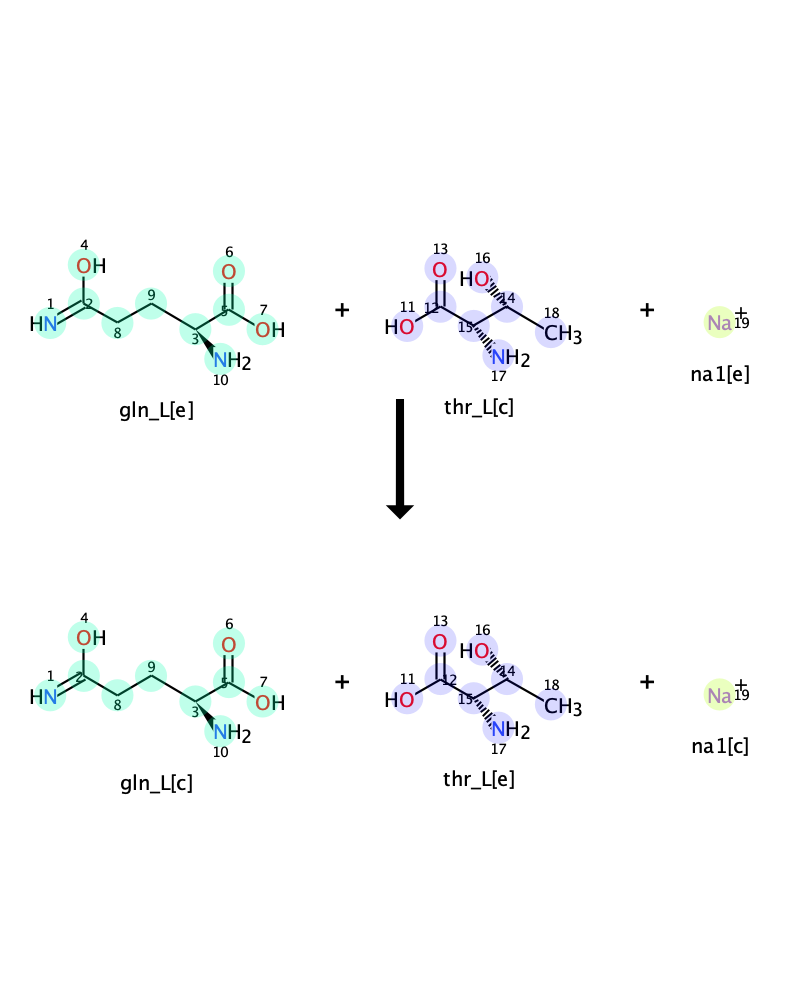 4 6 13 16
OH O O HO
1 2 9 5 7 + 11 12 14 18 + +
HN 8 3 OH HO 15 CH3 Na 19
NH2 NH2
10 17
na1[e]
gln_L[e] thr_L[c]
4 6 13 16
OH O O HO
1 2 9 5 7 + 11 12 14 18 + +
HN 8 3 OH HO 15 CH3 Na 19
NH2 NH2
10 17
na1[c]
gln_L[c] thr_L[e]